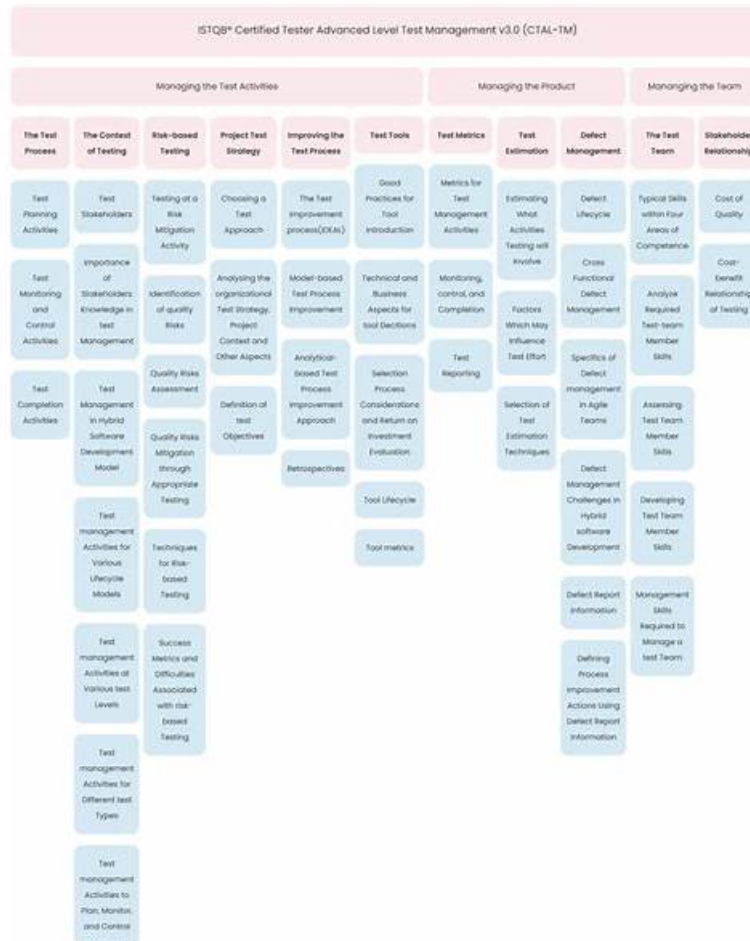 ISTQB® Certified Tester Advanced Level Test Management v3.0 (CTAL-TM)
Managing the Test Activities
Managing the Product
Mananging the Team
The Test
Process
The Context
of Testing
Risk-based
Testing
Project Test
Strategy
Improving the
Test Process
Test Tools
Test Metrics
Test
Estimation
Defect
Management
The Test
Team
Stakeholder
Relationship
Test
Planning
Activities
Test
Monitoring
and
Control
Activities
Test
Completion
Activities
Test
Stakeholders
Importance
of
Stakeholders
Knowledge in
test
Management
Test
Management
in Hybrid
Software
Development
Model
Test
management
Activities for
Various
Lifecycle
Models
Test
management
Activities at
Various test
Levels
Test
management
Activities for
Different test
Types
Test
management
Activities to
Plan, Monitor,
and Control
Testing at a
Risk
Mitigation
Activity
Identification
of quality
Risks
Quality Risks
Assessment
Quality Risks
Mitigation
through
Appropriate
Testing
Techniques
for Risk-
based
Testing
Success
Metrics and
Difficulties
Associated
with risk-
based
Testing
Choosing a
Test
Approach
Analysing the
organizational
Test Strategy,
Project
Context and
Other Aspects
Definition of
test
Objectives
The Test
Improvement
process(IDEAL)
Model-based
Test Process
Improvement
Analytical-
based Test
Process
Improvement
Approach
Retrospectives
Good
Practices for
Tool
Introduction
Technical and
Business
Aspects for
tool Decitions
Selection
Process
Considerations
and Return on
Investment
Evaluation
Tool Lifecycle
Tool metrics
Metrics for
Test
Management
Activities
Monitoring,
control, and
Completion
Test
Reporting
Estimating
What
Activities
Testing will
Involve
Factors
Which May
Influence
Test Effort
Selection of
Test
Estimation
Techniques
Defect
Lifecycle
Cross
Functional
Defect
Management
Specifics of
Defect
management
in Agile
Teams
Defect
Management
Challenges in
Hybrid
software
Development
Defect Report
Information
Defining
Process
Improvement
Actions Using
Defect Report
Information
Typical Skills
within Four
Areas of
Competence
Analyze
Required
Test-team
Member
Skills
Assessing
Test Team
Member
Skills
Developing
Test Team
Member
Skills
Management
Skills
Required to
Manage a
test Team
Cost of
Quality
Cost-
benefit
Relationship
of Testing